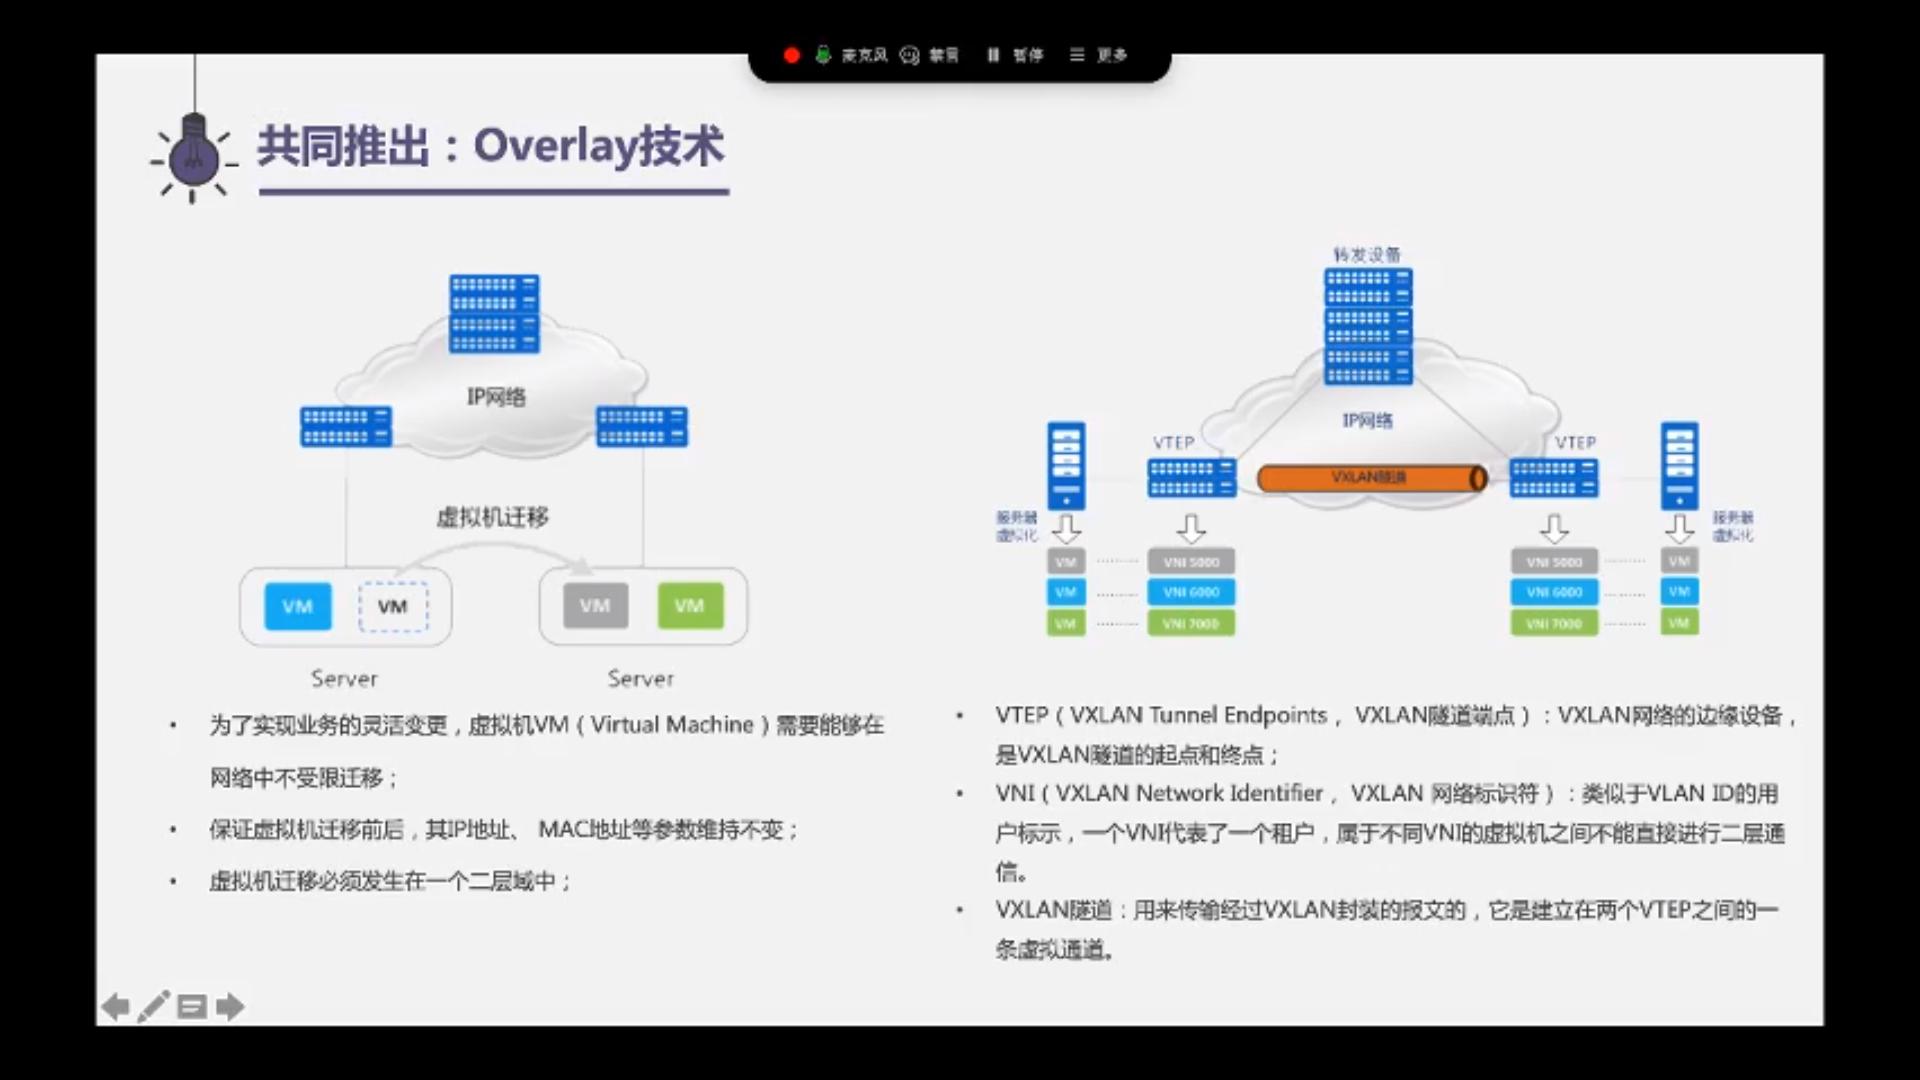 麦克风 禁言 暂停 更多
共同推出：Overlay技术
IP网络
虚拟机迁移
VM VM VM VM
Server Server
为了实现业务的灵活变更，虚拟机VM（Virtual Machine）需要能够在
网络中不受限迁移；
保证虚拟机迁移前后，其IP地址、 MAC地址等参数维持不变；
虚拟机迁移必须发生在一个二层域中；
转发设备
IP网络
VTEP VTEP
VXLAN隧道
服务器 服务器
虚拟化 虚拟化
VM VNI 5000 VNI 5000 VM
VM VNI 6000 VNI 6000 VM
VM VNI 7000 VNI 7000 VM
VTEP（VXLAN Tunnel Endpoints， VXLAN隧道端点）：VXLAN网络的边缘设备，
是VXLAN隧道的起点和终点；
VNI（VXLAN Network Identifier， VXLAN 网络标识符）：类似于VLAN ID的用
户标示，一个VNI代表了一个租户，属于不同VNI的虚拟机之间不能直接进行二层通
信。
VXLAN隧道：用来传输经过VXLAN封装的报文的，它是建立在两个VTEP之间的一
条虚拟通道。